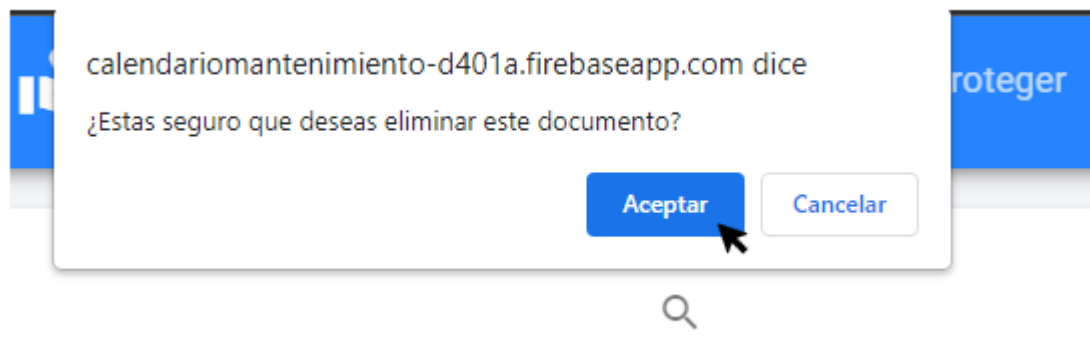 calendariomantenimiento-d401a.firebaseapp.com dice
roteger
¿Estas seguro que deseas eliminar este documento?
Aceptar
Cancelar